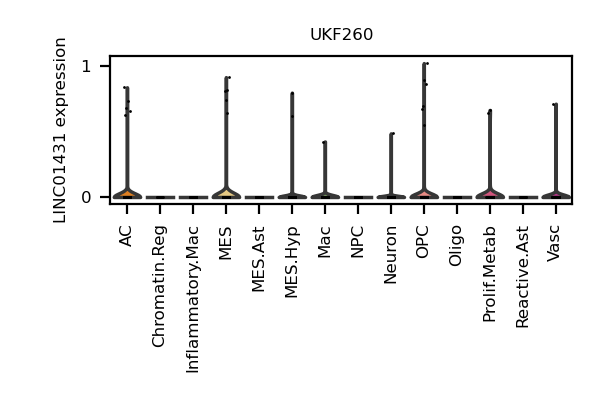 UKF260
LINC01431 expression
1
0
AC
Chromatin.Reg
Inflammatory.Mac
MES
MES.Ast
MES.Hyp
Mac
NPC
Neuron
OPC
Oligo
Prolif.Metab
Reactive.Ast
Vasc